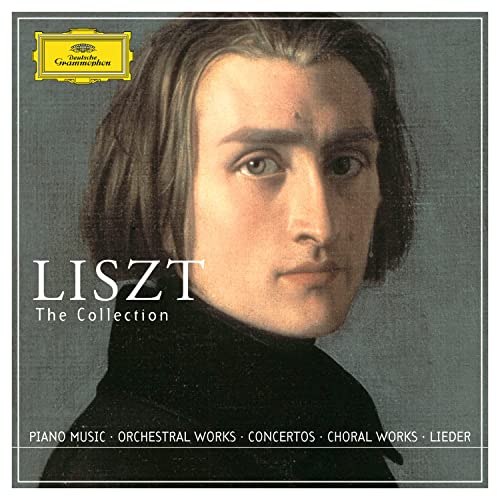 Deutsche
Grammophon
LISZT
The Collection
PIANO MUSIC · ORCHESTRAL WORKS · CONCERTOS · CHORAL WORKS · LIEDER